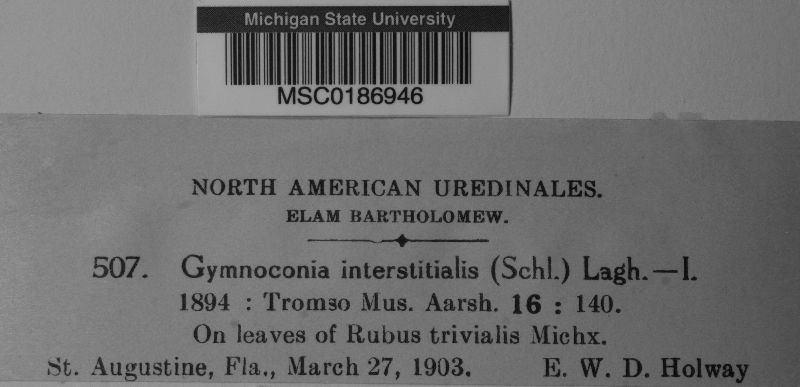 Michigan State University
MSC0186946
NORTH AMERICAN UREDINALES.
ELAM BARTHOLOMEW.
507. Gymnoconia interstitialis (Schl.) Lagh.—I.
1894 : Tromso Mus. Aarsh. 16 : 140.
On leaves of Rubus trivialis Michx.
St. Augustine, Fla., March 27, 1903. E. W. D. Holway